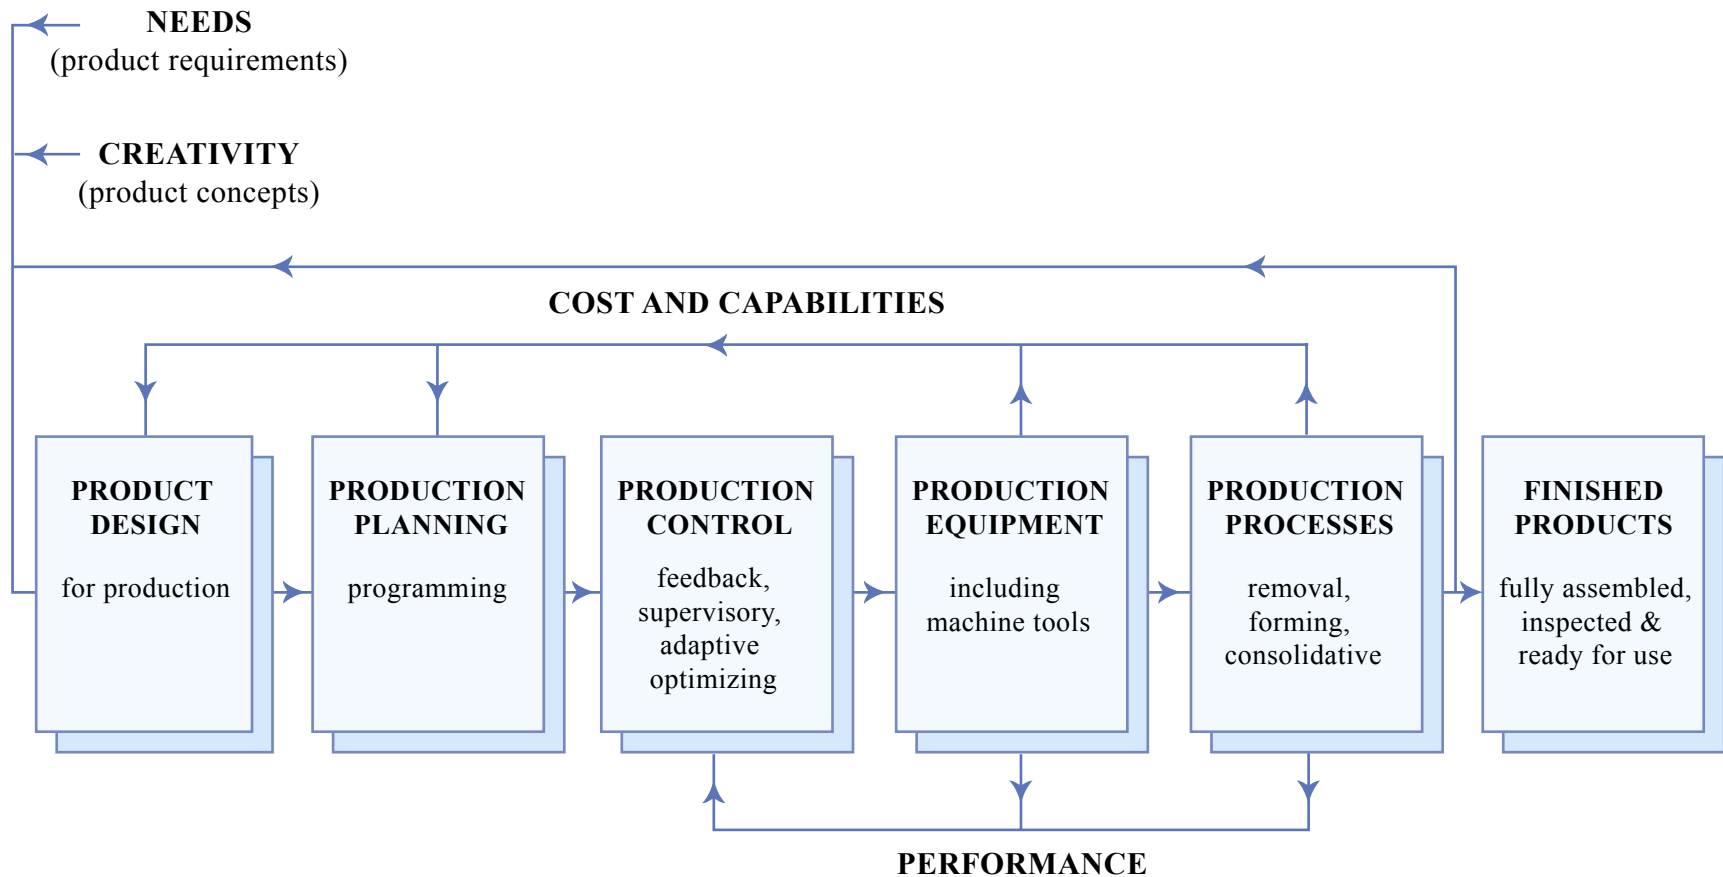 NEEDS
(product requirements)
CREATIVITY
(product concepts)
COST AND CAPABILITIES
PRODUCT
DESIGN
for production
PRODUCTION
PLANNING
programming
PRODUCTION
CONTROL
feedback,
supervisory,
adaptive
optimizing
PRODUCTION
EQUIPMENT
including
machine tools
PRODUCTION
PROCESSES
removal,
forming,
consolidative
FINISHED
PRODUCTS
fully assembled,
inspected &
ready for use
PERFORMANCE